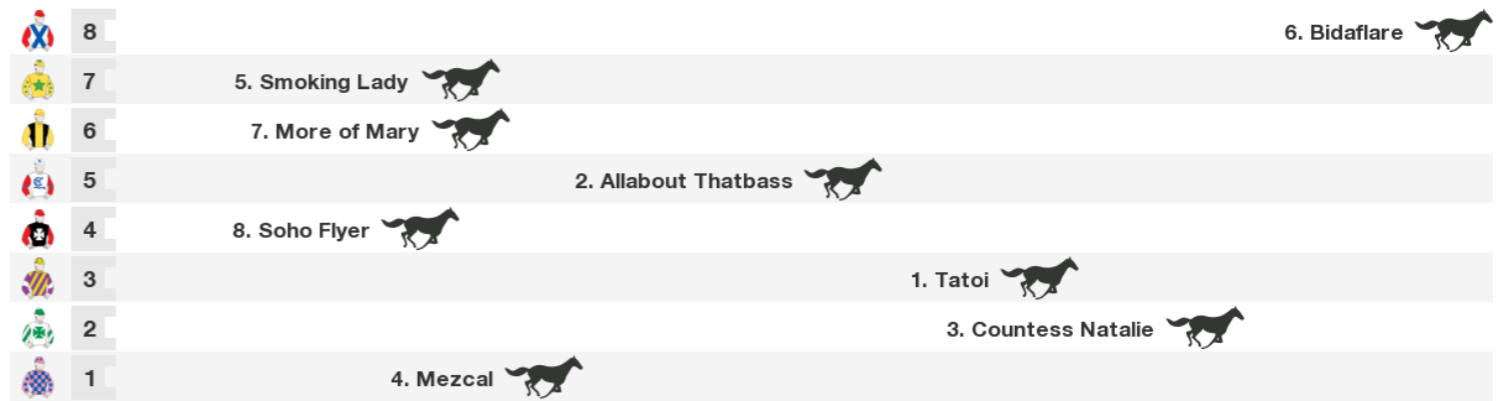 8 6. Bidaflare
7 5. Smoking Lady
6 7. More of Mary
5 2. Allabout Thatbass
4 8. Soho Flyer
3 1. Tatoi
2 3. Countess Natalie
1 4. Mezcal